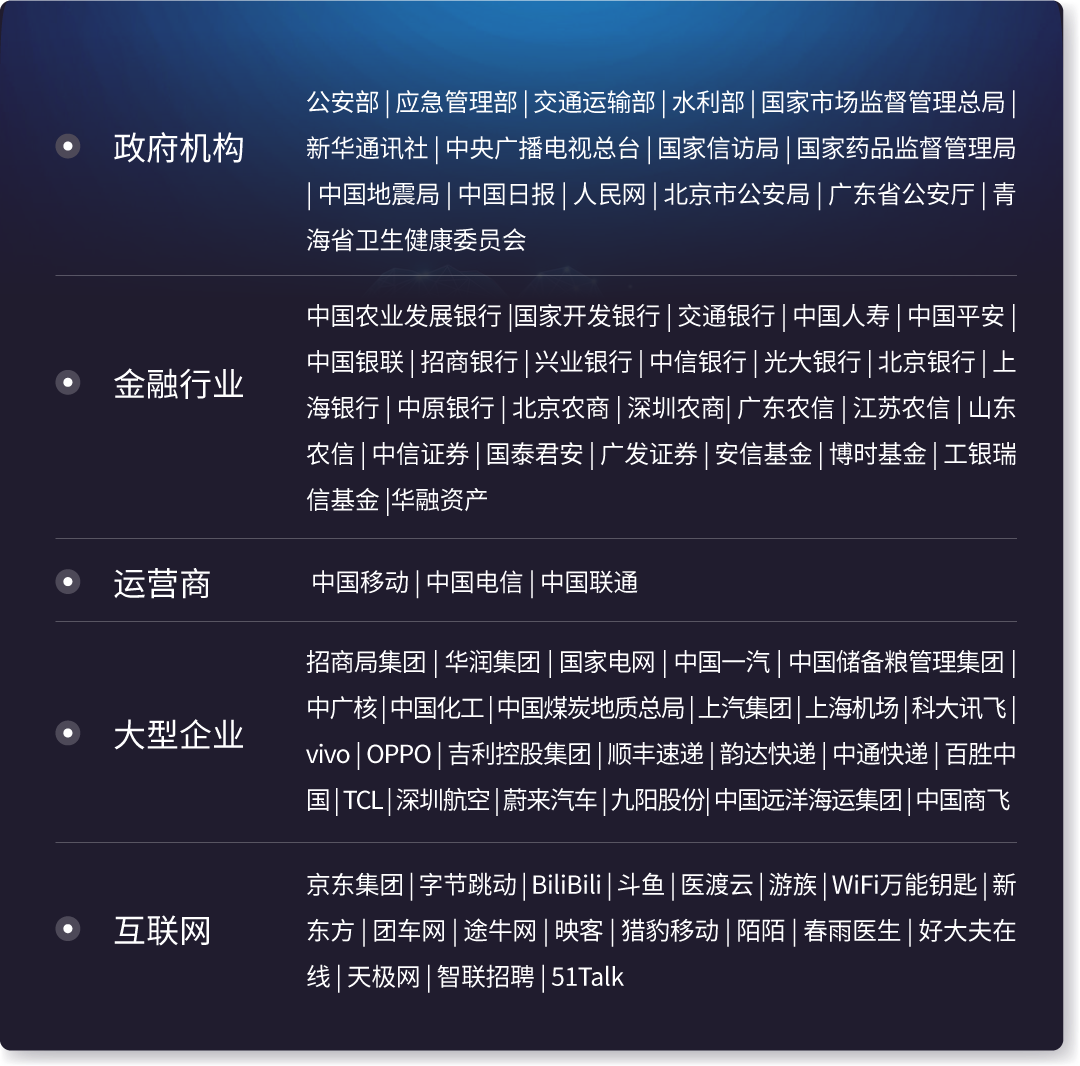 政府机构
公安部 | 应急管理部 | 交通运输部 | 水利部 | 国家市场监督管理总局 |
新华通讯社 | 中央广播电视总台 | 国家信访局 | 国家药品监督管理局
| 中国地震局 | 中国日报 | 人民网 | 北京市公安局 | 广东省公安厅 | 青
海省卫生健康委员会
金融行业
中国农业发展银行 |国家开发银行 | 交通银行 | 中国人寿 | 中国平安 |
中国银联 | 招商银行 | 兴业银行 | 中信银行 | 光大银行 | 北京银行 | 上
海银行 | 中原银行 | 北京农商 | 深圳农商| 广东农信 | 江苏农信 | 山东
农信 | 中信证券 | 国泰君安 | 广发证券 | 安信基金 | 博时基金 | 工银瑞
信基金 |华融资产
运营商
中国移动 | 中国电信 | 中国联通
大型企业
招商局集团 | 华润集团 | 国家电网 | 中国一汽 | 中国储备粮管理集团 |
中广核 | 中国化工 | 中国煤炭地质总局 | 上汽集团 | 上海机场 | 科大讯飞 |
vivo | OPPO | 吉利控股集团 | 顺丰速递 | 韵达快递 | 中通快递 | 百胜中
国 | TCL | 深圳航空 | 蔚来汽车 | 九阳股份| 中国远洋海运集团 | 中国商飞
互联网
京东集团 | 字节跳动 | BiliBili | 斗鱼 | 医渡云 | 游族 | WiFi万能钥匙 | 新
东方 | 团车网 | 途牛网 | 映客 | 猎豹移动 | 陌陌 | 春雨医生 | 好大夫在
线 | 天极网 | 智联招聘 | 51Talk